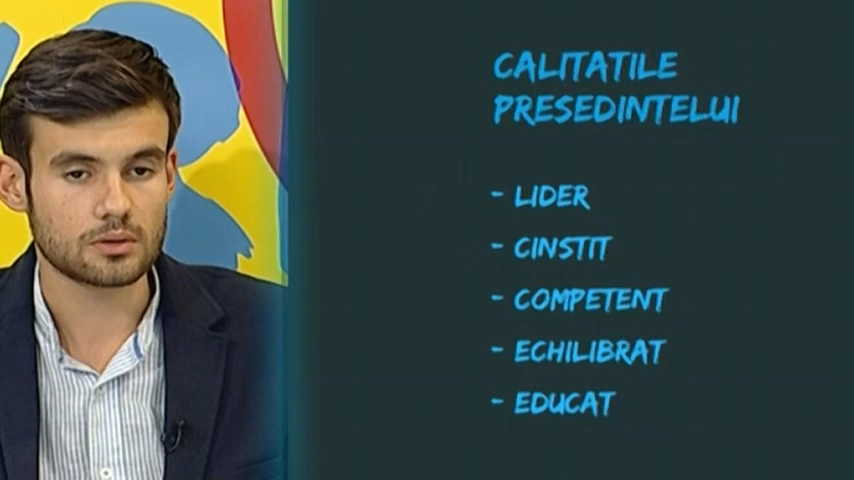 CALITATILE
PRESEDINTELUI
- LIDER
- CINSTIT
- COMPETENT
- ECHILIBRAT
- EDUCAT